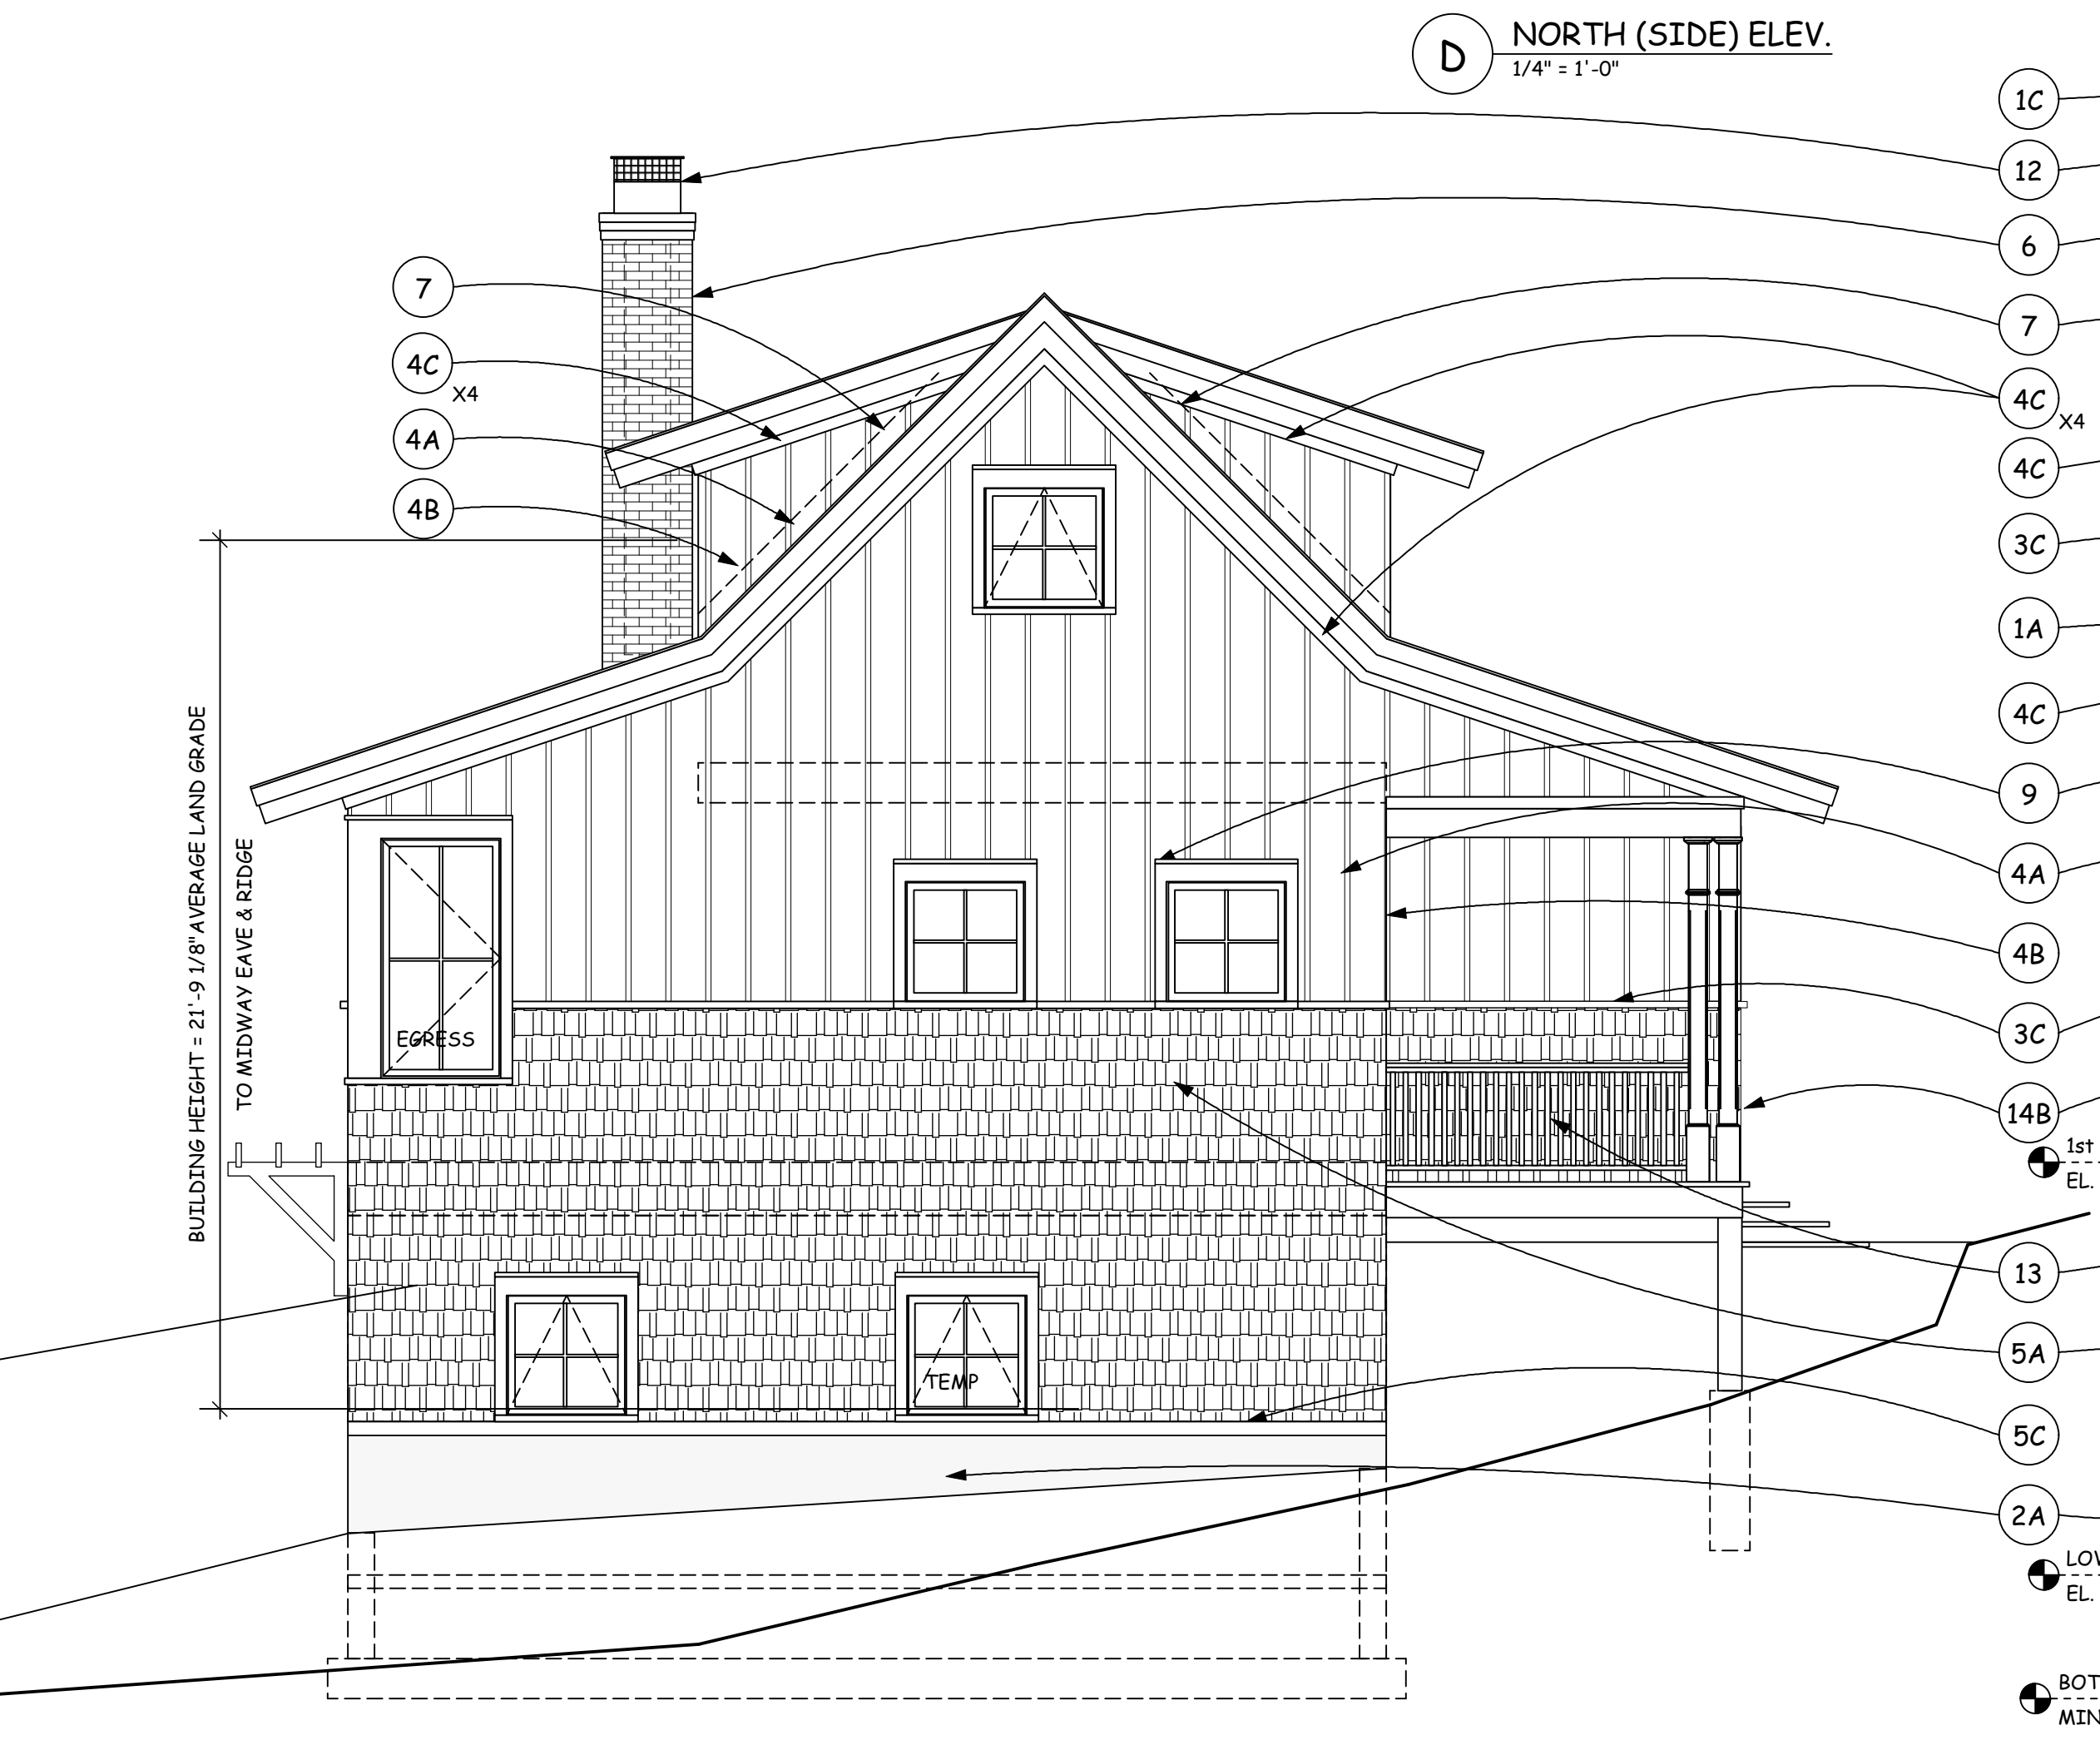 D
NORTH (SIDE) ELEV.
1/4" = 1'-0"
1C
12
6
7
7
4C
X4
4C
X4
4A
4C
4B
3C
1A
4C
BUILDING HEIGHT = 21'-9 1/8" AVERAGE LAND GRADE
TO MIDWAY EAVE & RIDGE
9
4A
4B
3C
EGRESS
14B
1st
EL.
13
5A
TEMP
5C
2A
EL.